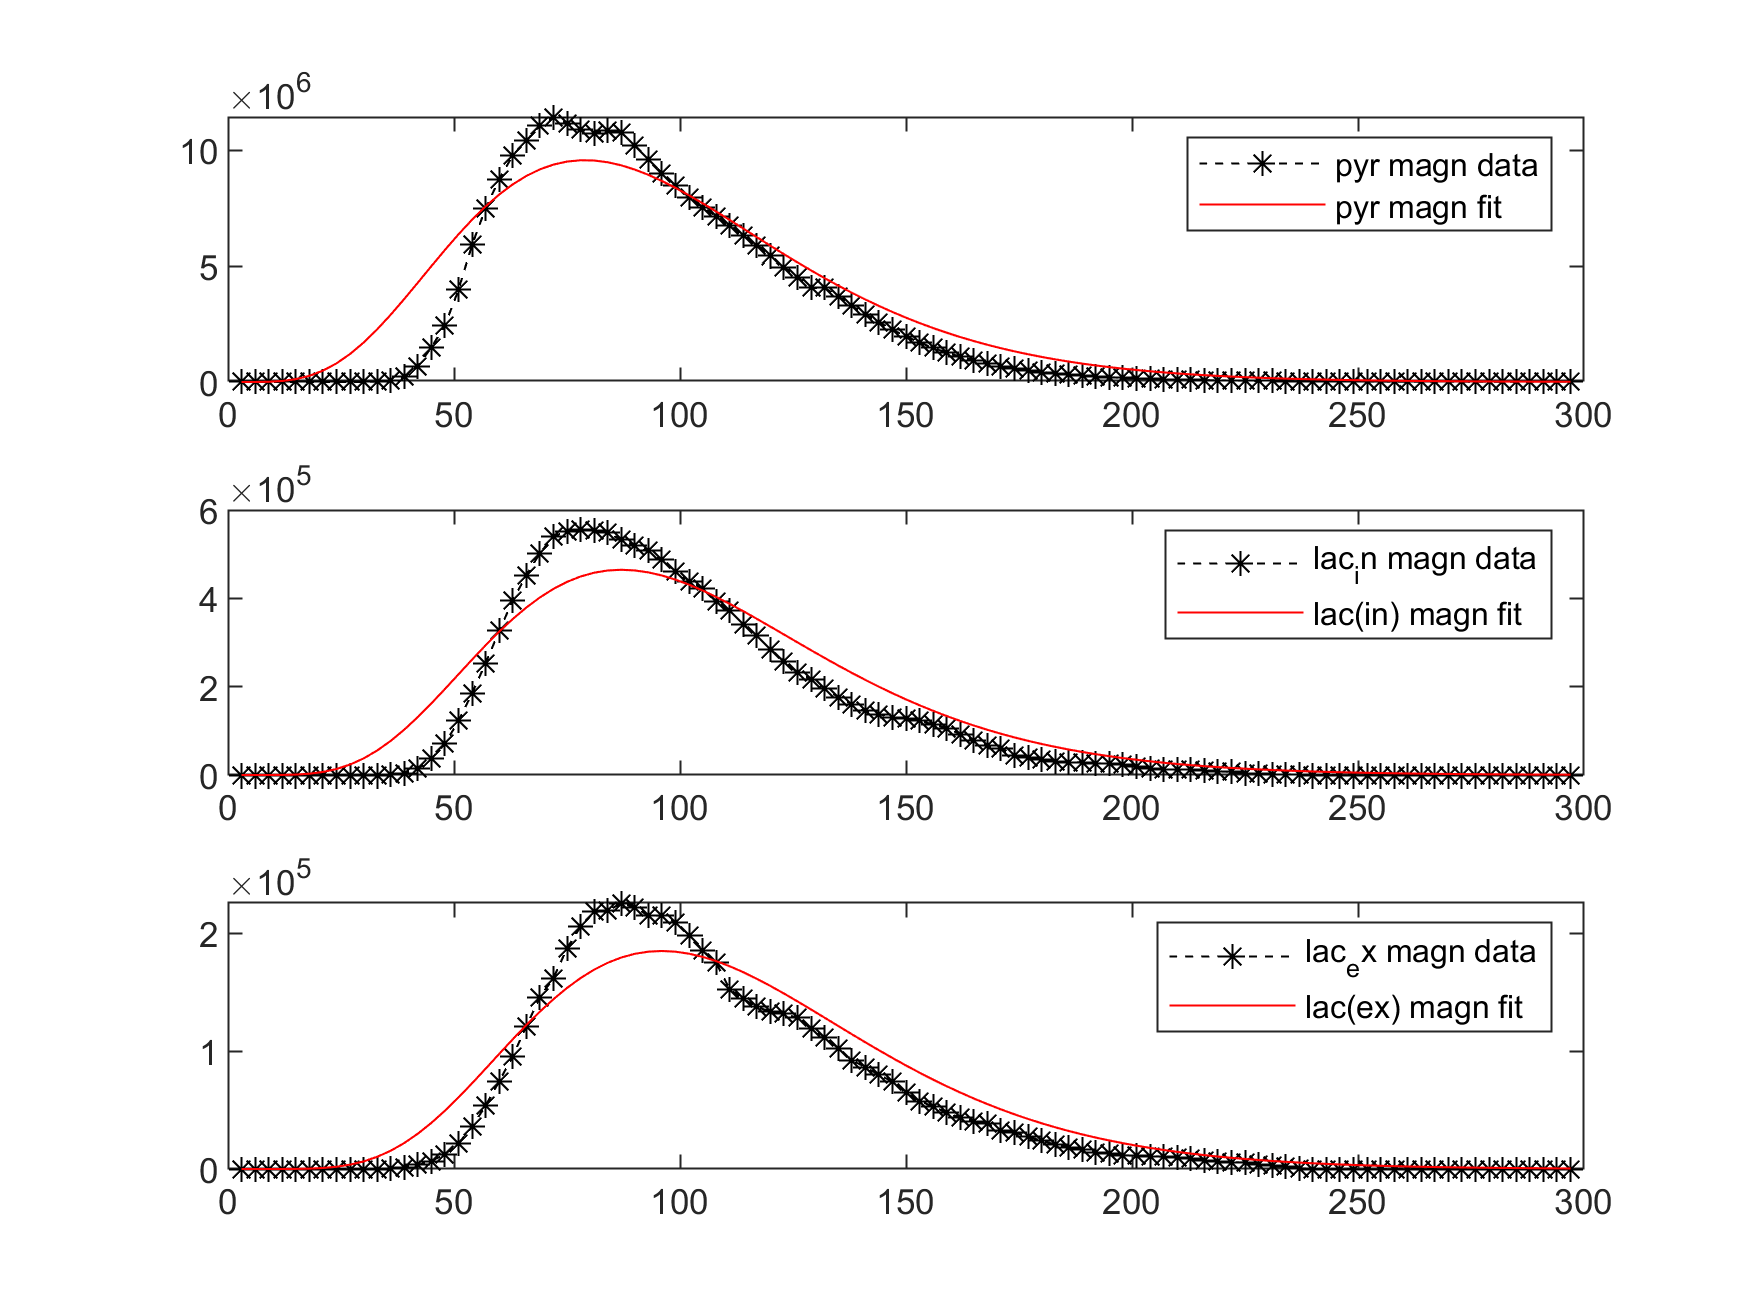 ×10^6
10
5
0
0 50 100 150 200 250 300
pyr magn data
pyr magn fit
×10^5
6
4
2
0
0 50 100 150 200 250 300
lac_in magn data
lac(in) magn fit
×10^5
2
1
0
0 50 100 150 200 250 300
lac_ex magn data
lac(ex) magn fit